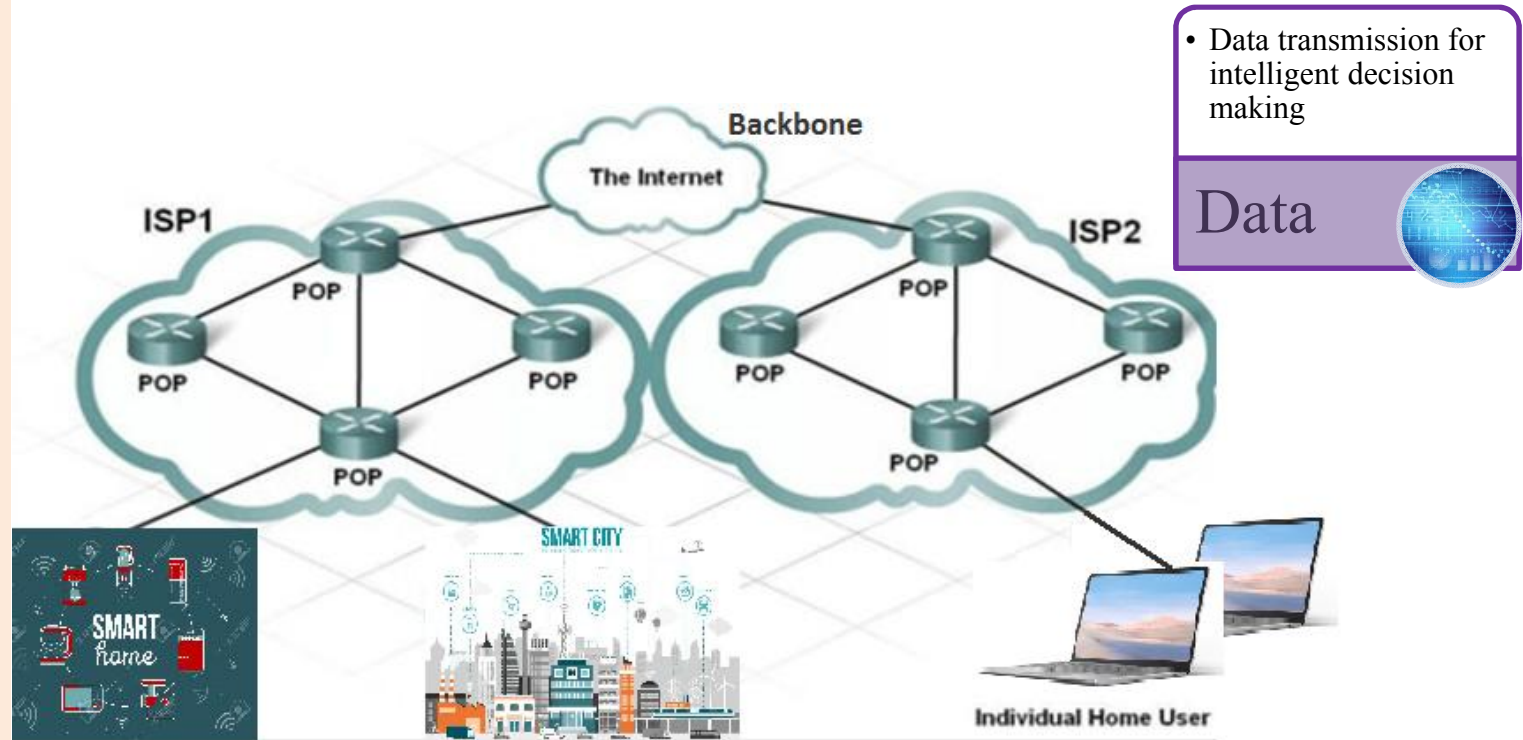 • Data transmission for
intelligent decision
making
Data
Backbone
The Internet
ISP1
ISP2
POP
POP
POP
POP
POP
POP
POP
POP
SMART
home
SMART CITY
Individual Home User